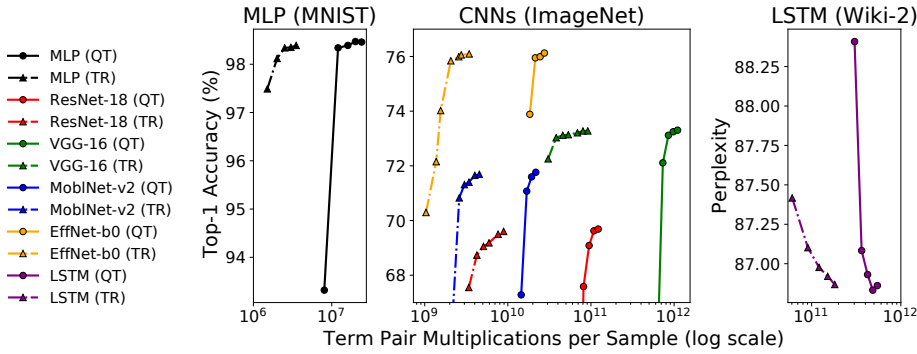 MLP (MNIST)
CNNs (ImageNet)
LSTM (Wiki-2)
MLP (QT)
MLP (TR)
ResNet-18 (QT)
ResNet-18 (TR)
VGG-16 (QT)
VGG-16 (TR)
MoblNet-v2 (QT)
MoblNet-v2 (TR)
EffNet-b0 (QT)
EffNet-b0 (TR)
LSTM (QT)
LSTM (TR)
Top-1 Accuracy (%)
98
97
96
95
94
10^6
10^7
76
74
72
70
68
10^9
10^10
10^11
10^12
Perplexity
88.25
88.00
87.75
87.50
87.25
87.00
10^11
10^12
Term Pair Multiplications per Sample (log scale)